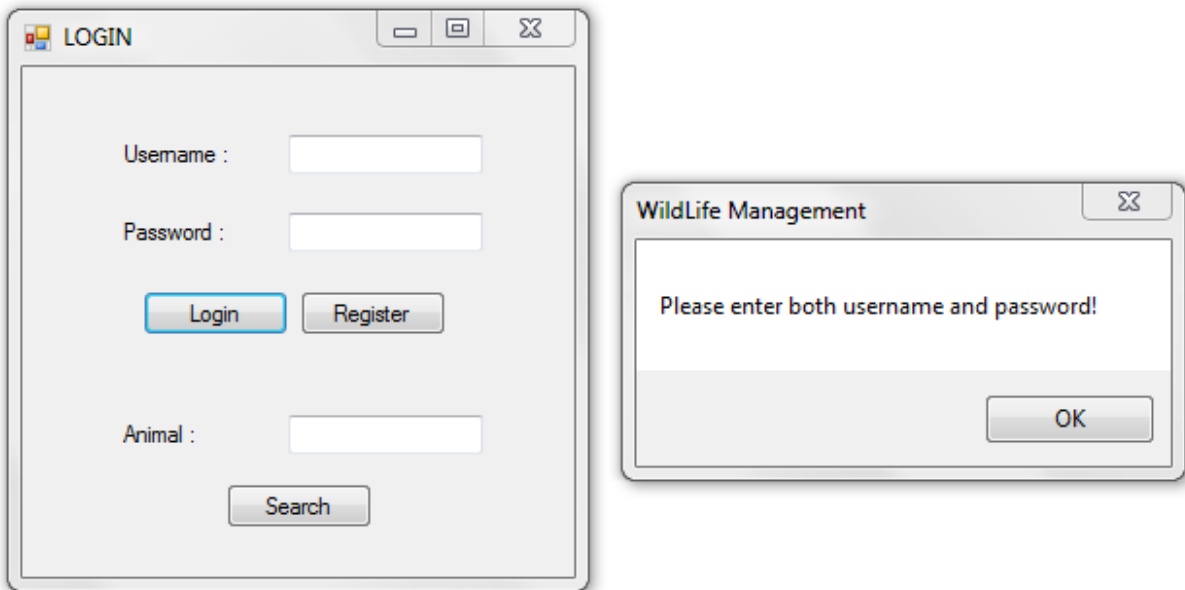 LOGIN
Username :
Password :
Login Register
Animal :
Search
WildLife Management
Please enter both username and password!
OK